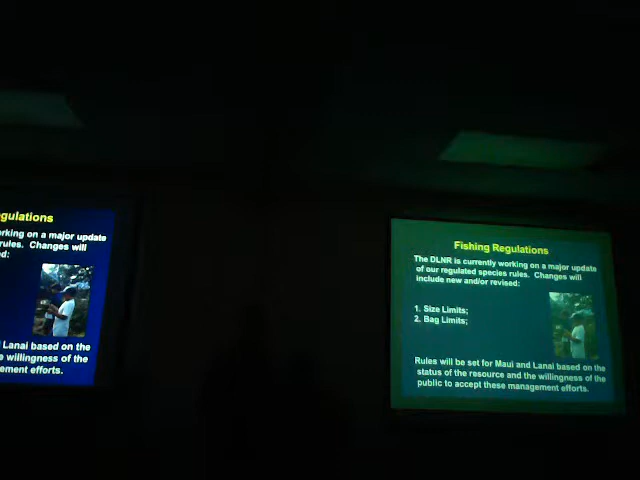 gulations
rking on a major update
rules. Changes will
d:
Lanai based on the
e willingness of the
ement efforts.
Fishing Regulations
The DLNR is currently working on a major update
of our regulated species rules. Changes will
include new and/or revised:
1. Size Limits;
2. Bag Limits;
Rules will be set for Maui and Lanai based on the
status of the resource and the willingness of the
public to accept these management efforts.